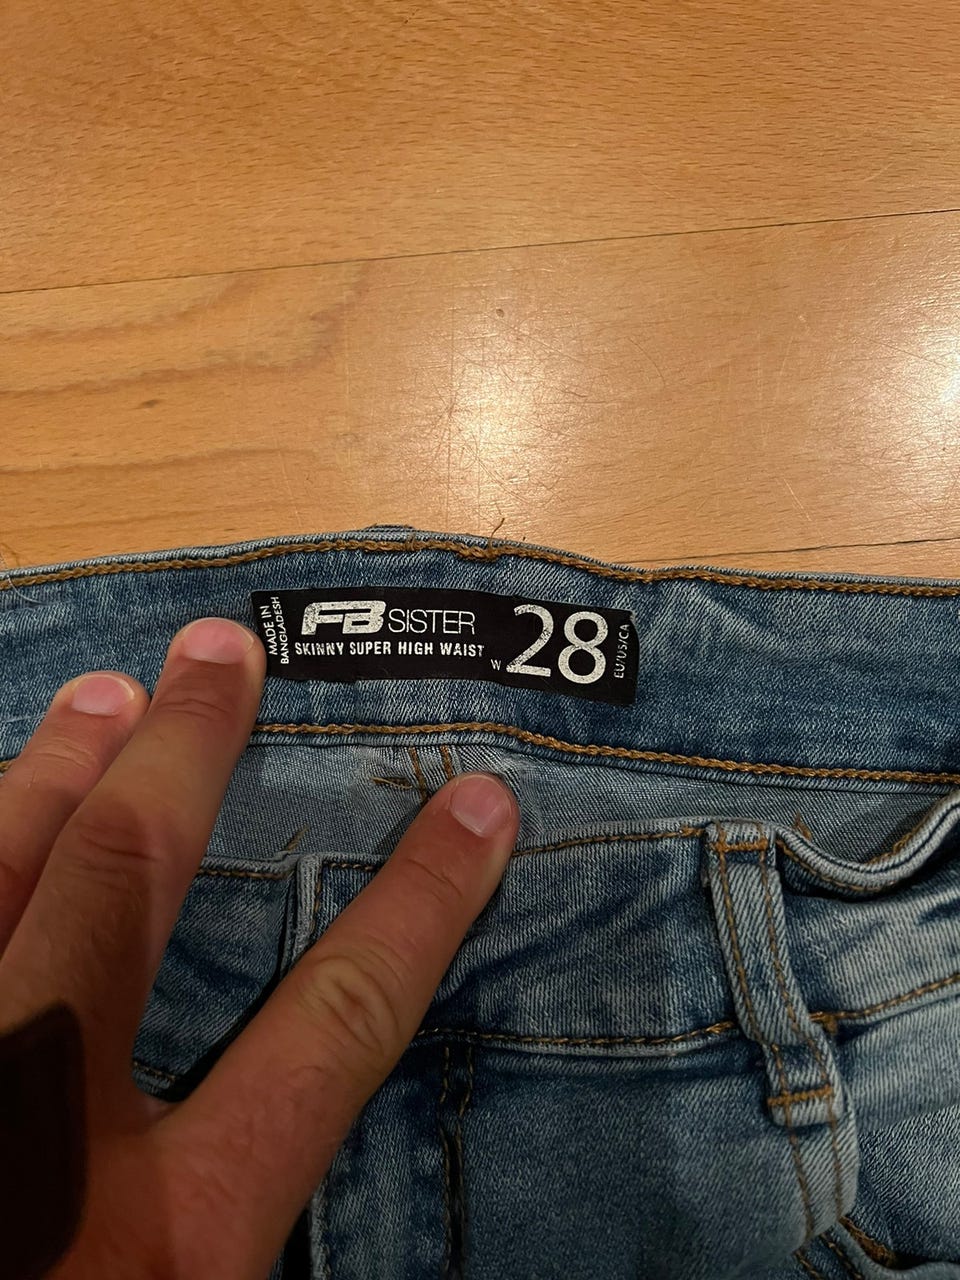 MADE IN
BANGLADESH
FB SISTER
SKINNY SUPER HIGH WAIST
W 28
EU/US/CA